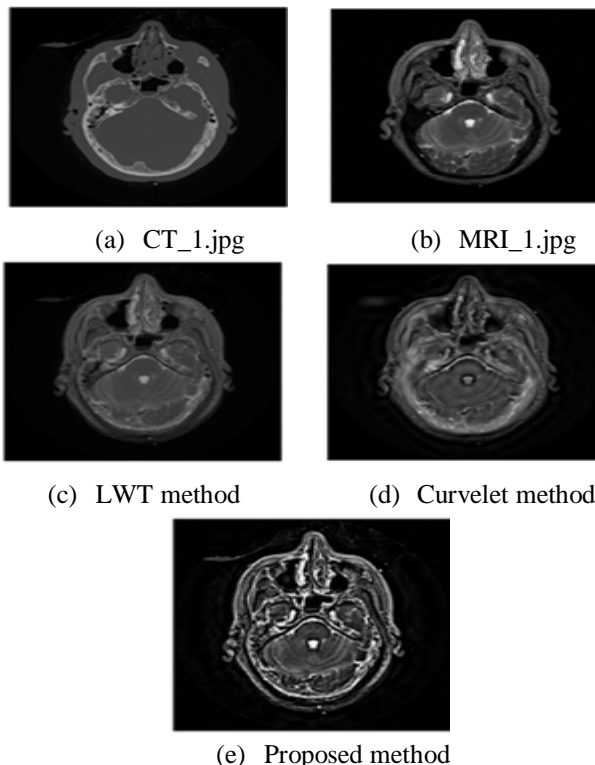 (a) CT_1.jpg
(b) MRI_1.jpg
(c) LWT method
(d) Curvelet method
(e) Proposed method